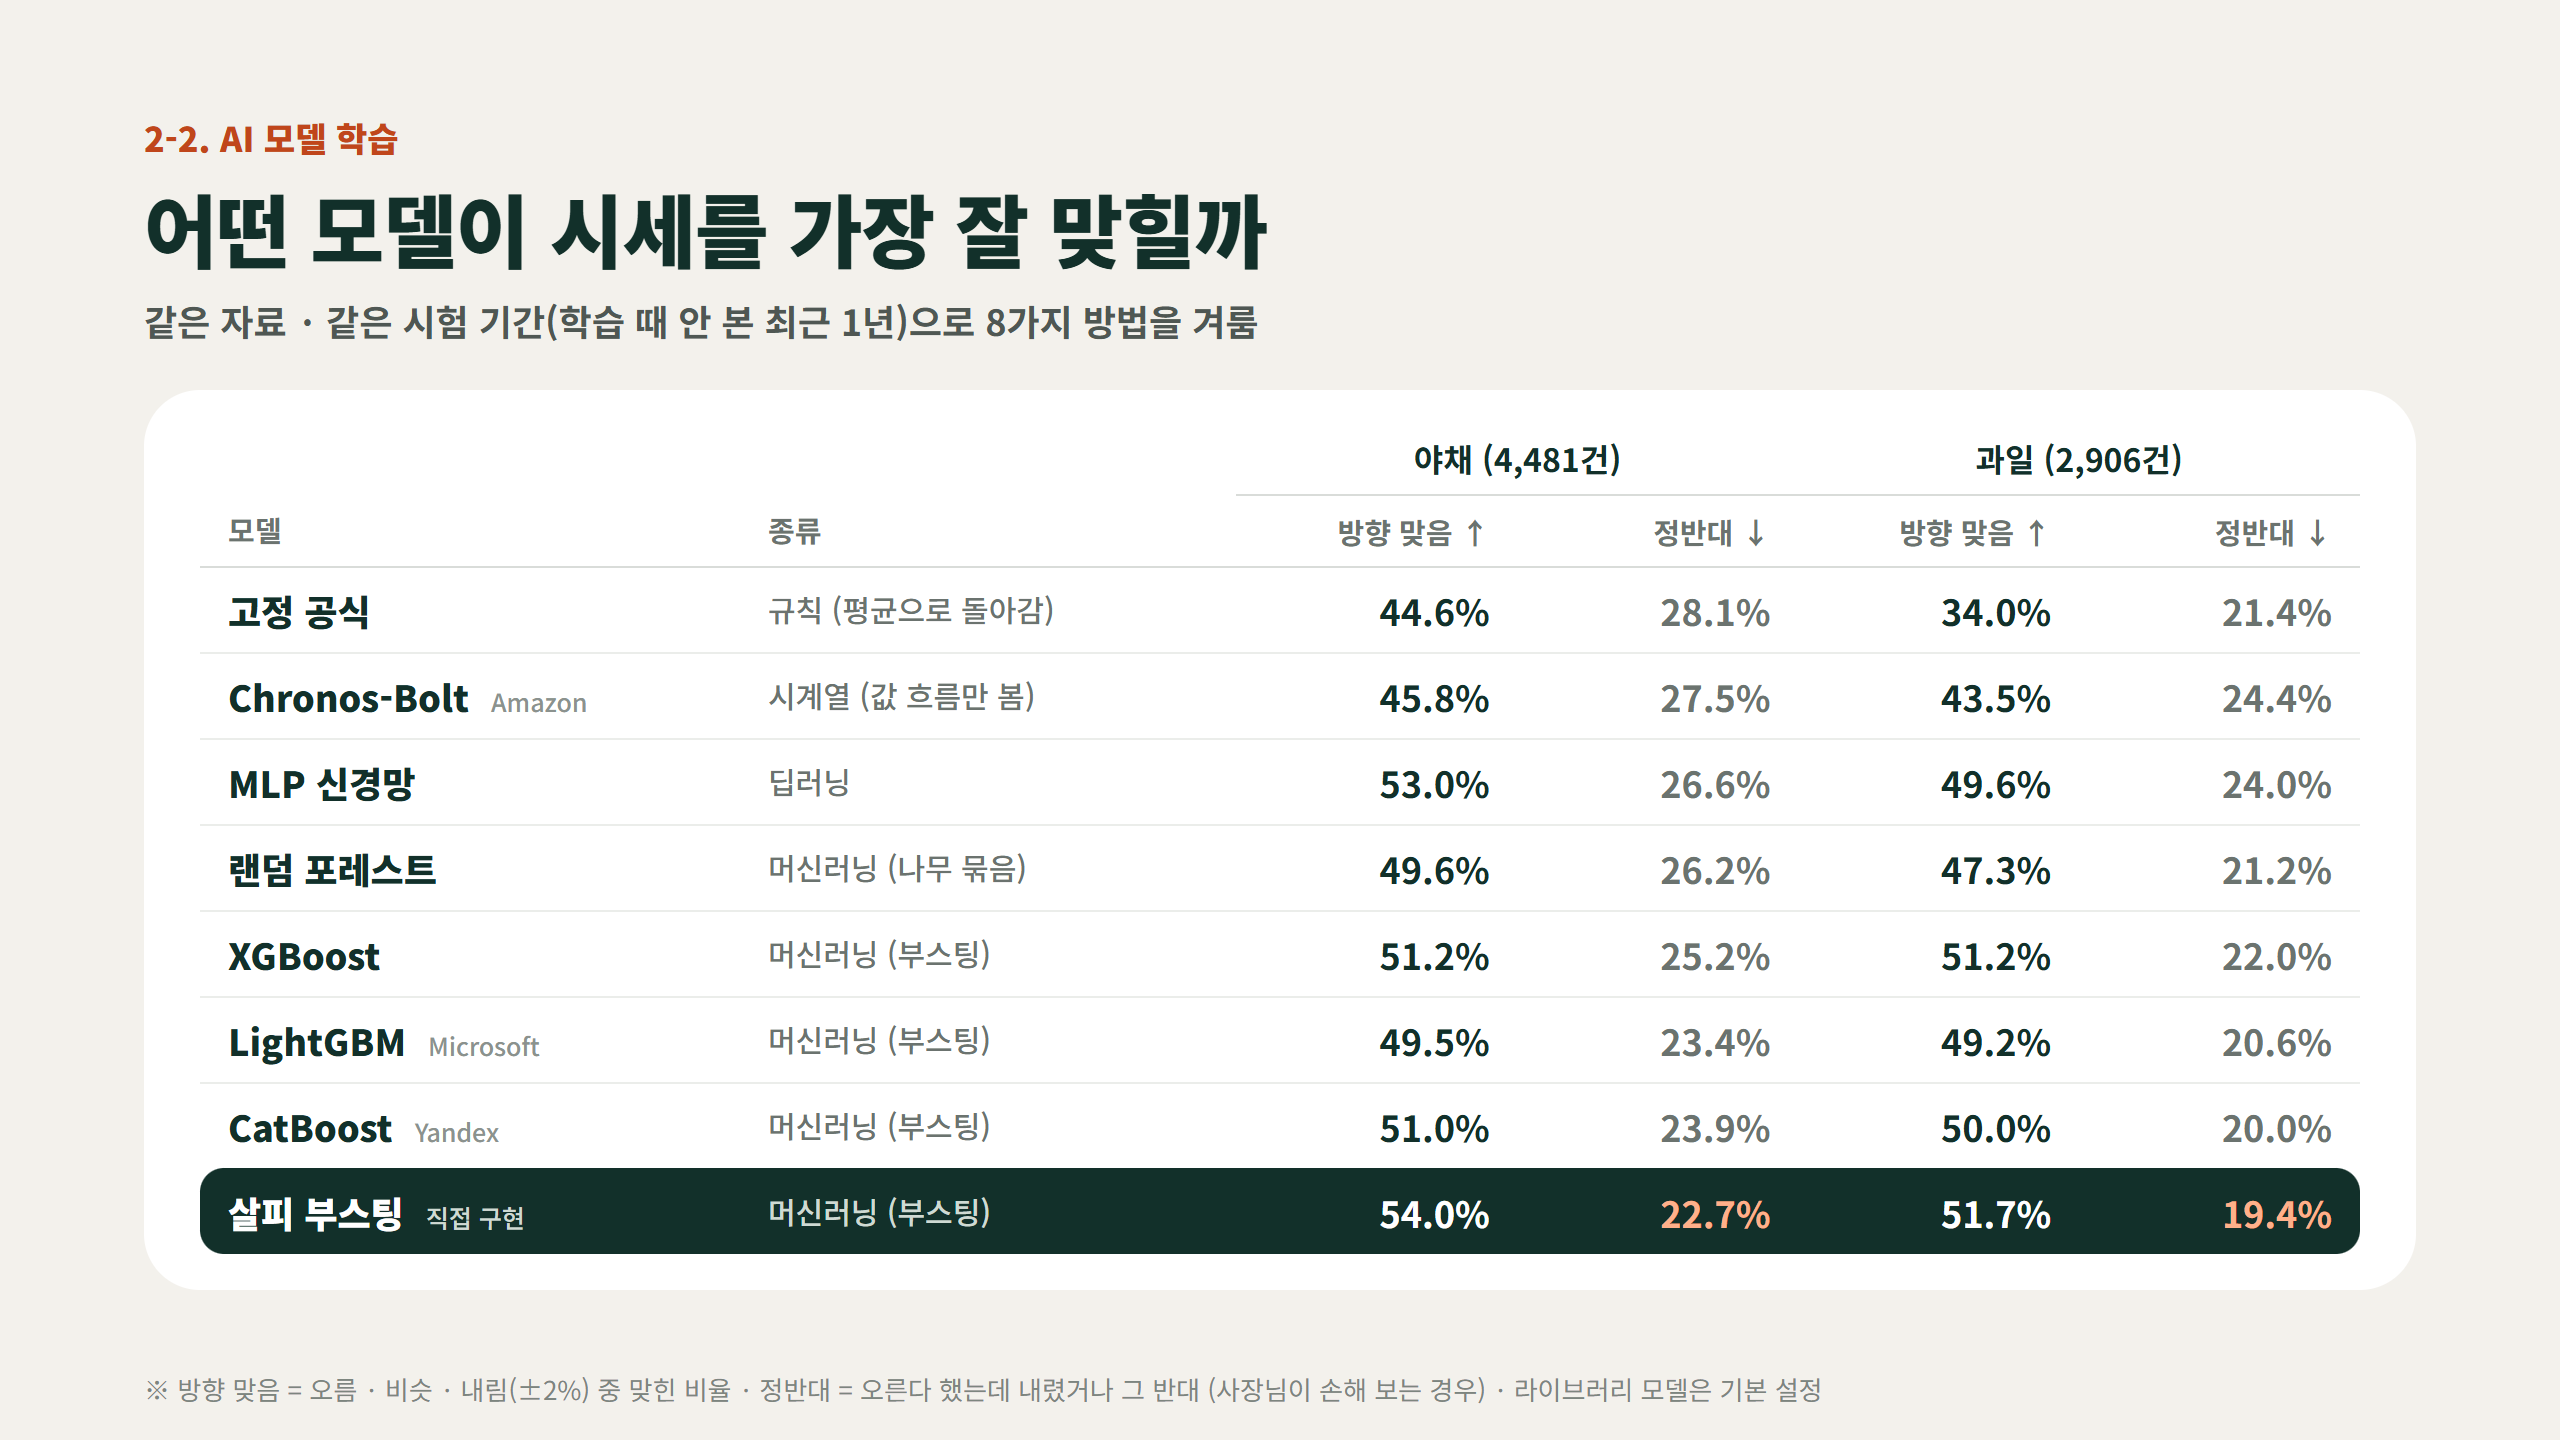 2-2. AI 모델 학습
어떤 모델이 시세를 가장 잘 맞힐까
같은 자료 · 같은 시험 기간(학습 때 안 본 최근 1년)으로 8가지 방법을 겨룸
야채 (4,481건) 과일 (2,906건)
모델 종류 방향 맞음 ↑ 정반대 ↓ 방향 맞음 ↑ 정반대 ↓
고정 공식 규칙 (평균으로 돌아감) 44.6% 28.1% 34.0% 21.4%
Chronos-Bolt Amazon 시계열 (값 흐름만 봄) 45.8% 27.5% 43.5% 24.4%
MLP 신경망 딥러닝 53.0% 26.6% 49.6% 24.0%
랜덤 포레스트 머신러닝 (나무 묶음) 49.6% 26.2% 47.3% 21.2%
XGBoost 머신러닝 (부스팅) 51.2% 25.2% 51.2% 22.0%
LightGBM Microsoft 머신러닝 (부스팅) 49.5% 23.4% 49.2% 20.6%
CatBoost Yandex 머신러닝 (부스팅) 51.0% 23.9% 50.0% 20.0%
살피 부스팅 직접 구현 머신러닝 (부스팅) 54.0% 22.7% 51.7% 19.4%
※ 방향 맞음 = 오름 · 비슷 · 내림(±2%) 중 맞힌 비율 · 정반대 = 오른다 했는데 내렸거나 그 반대 (사장님이 손해 보는 경우) · 라이브러리 모델은 기본 설정